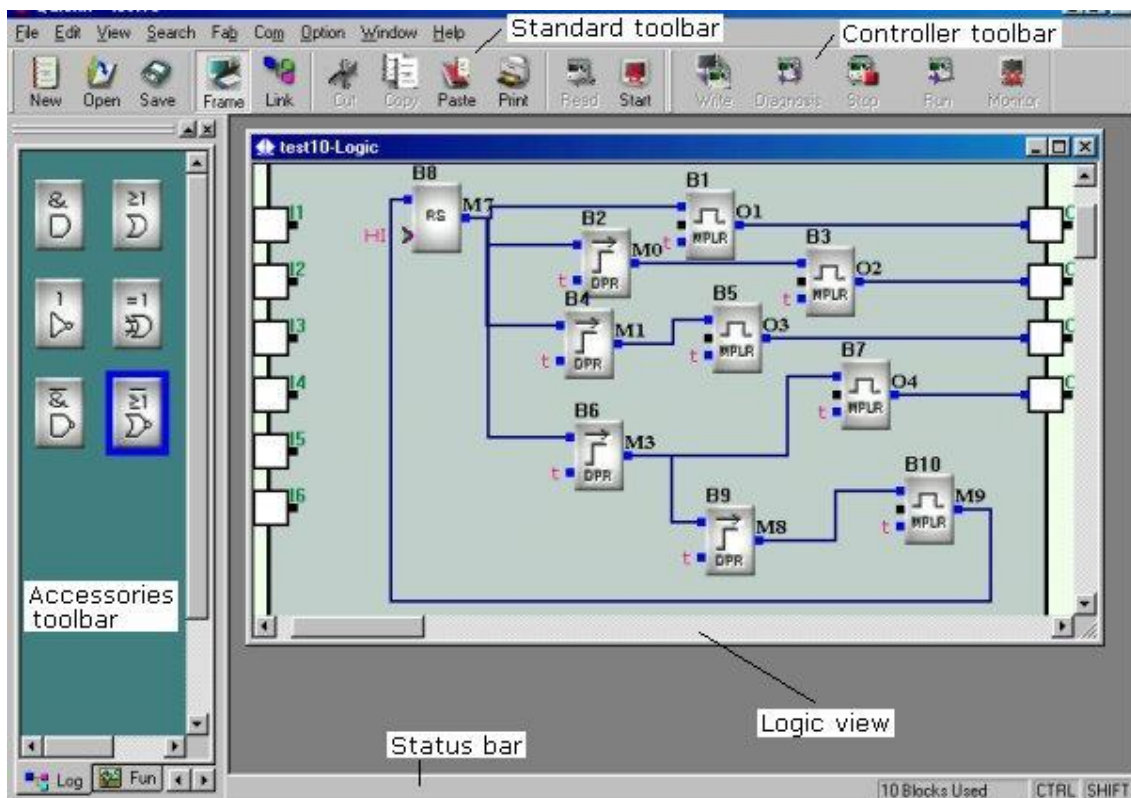 File Edit View Search Fab Com Option Window Help
Standard toolbar
Controller toolbar
New Open Save Frame Link Cut Copy Paste Print Read Start Write Diagnosis Stop Run Monitor
test10-Logic
& ≥1
1 =1
& ≥1
Accessories
toolbar
Log Fun
I1
I2
I3
I4
I5
I6
B8
RS
M7
HI
B1
MPLR
O1
t
B2
DPR
M0
t
B3
MPLR
O2
t
B4
DPR
M1
t
B5
MPLR
O3
t
B6
DPR
M3
t
B7
MPLR
O4
t
B9
DPR
M8
t
B10
MPLR
M9
t
Logic view
Status bar
10 Blocks Used CTRL SHIFT